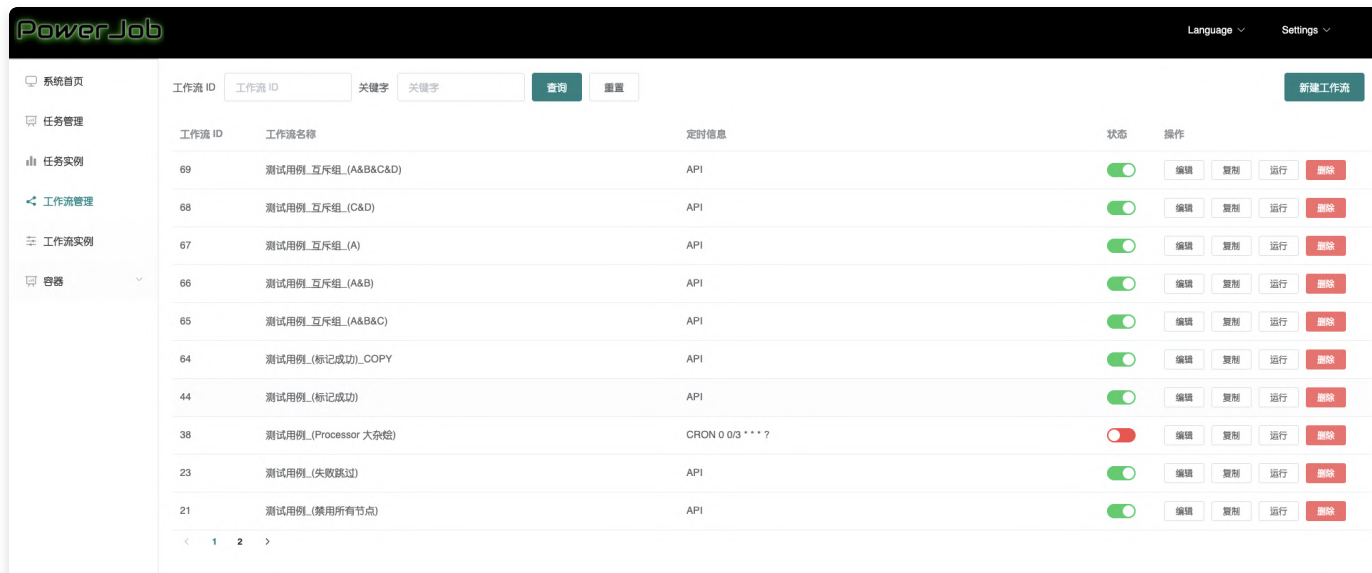 PowerJob
Language Settings
系统首页
任务管理
任务实例
工作流管理
工作流实例
容器
工作流 ID 工作流 ID 关键字 关键字 查询 重置 新建工作流
工作流 ID 工作流名称 定时信息 状态 操作
69 测试用例_互斥组_(A&B&C&D) API 编辑 复制 运行 删除
68 测试用例_互斥组_(C&D) API 编辑 复制 运行 删除
67 测试用例_互斥组_(A) API 编辑 复制 运行 删除
66 测试用例_互斥组_(A&B) API 编辑 复制 运行 删除
65 测试用例_互斥组_(A&B&C) API 编辑 复制 运行 删除
64 测试用例_(标记成功)_COPY API 编辑 复制 运行 删除
44 测试用例_(标记成功) API 编辑 复制 运行 删除
38 测试用例_(Processor 大杂烩) CRON 0 0/3 * * * ? 编辑 复制 运行 删除
23 测试用例_(失败跳过) API 编辑 复制 运行 删除
21 测试用例_(禁用所有节点) API 编辑 复制 运行 删除
1 2